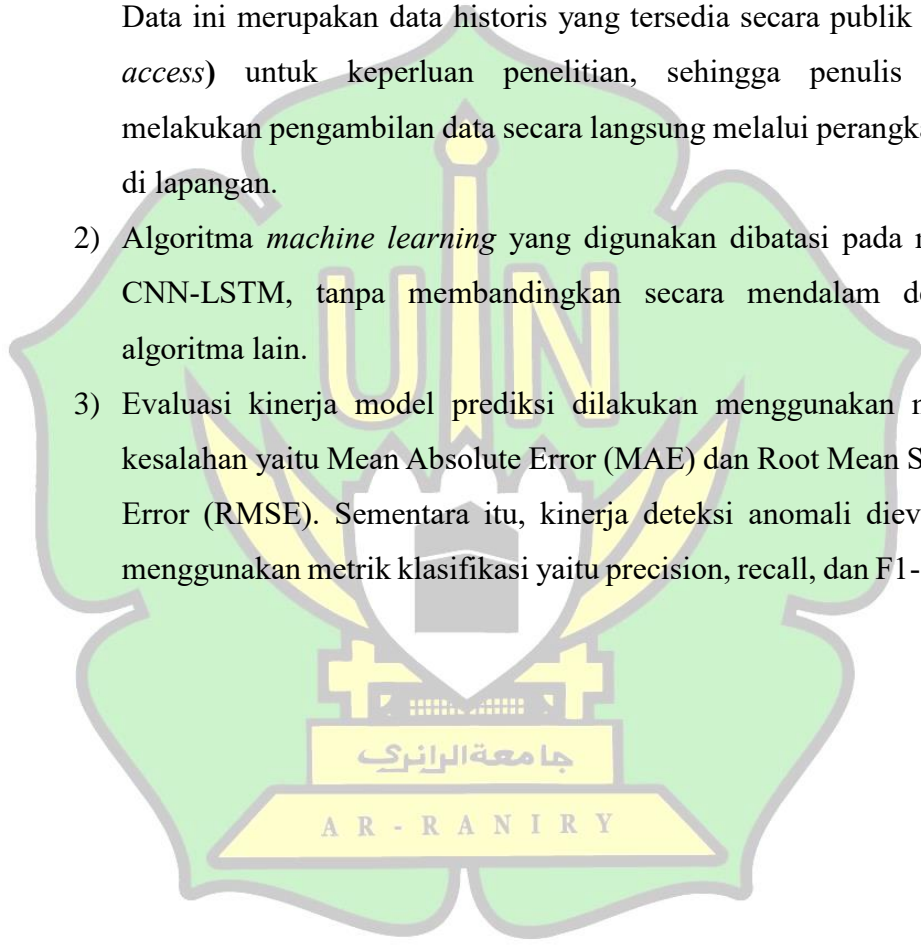 Data ini merupakan data historis yang tersedia secara publik
access) untuk keperluan penelitian, sehingga penulis
melakukan pengambilan data secara langsung melalui
di lapangan.
2) Algoritma machine learning yang digunakan dibatasi pada
CNN-LSTM, tanpa membandingkan secara mendalam
algoritma lain.
3) Evaluasi kinerja model prediksi dilakukan menggunakan
kesalahan yaitu Mean Absolute Error (MAE) dan Root Mean
Error (RMSE). Sementara itu, kinerja deteksi anomali
menggunakan metrik klasifikasi yaitu precision, recall, dan F1-
UIN
جامعة الرانري
AR-RANIRY